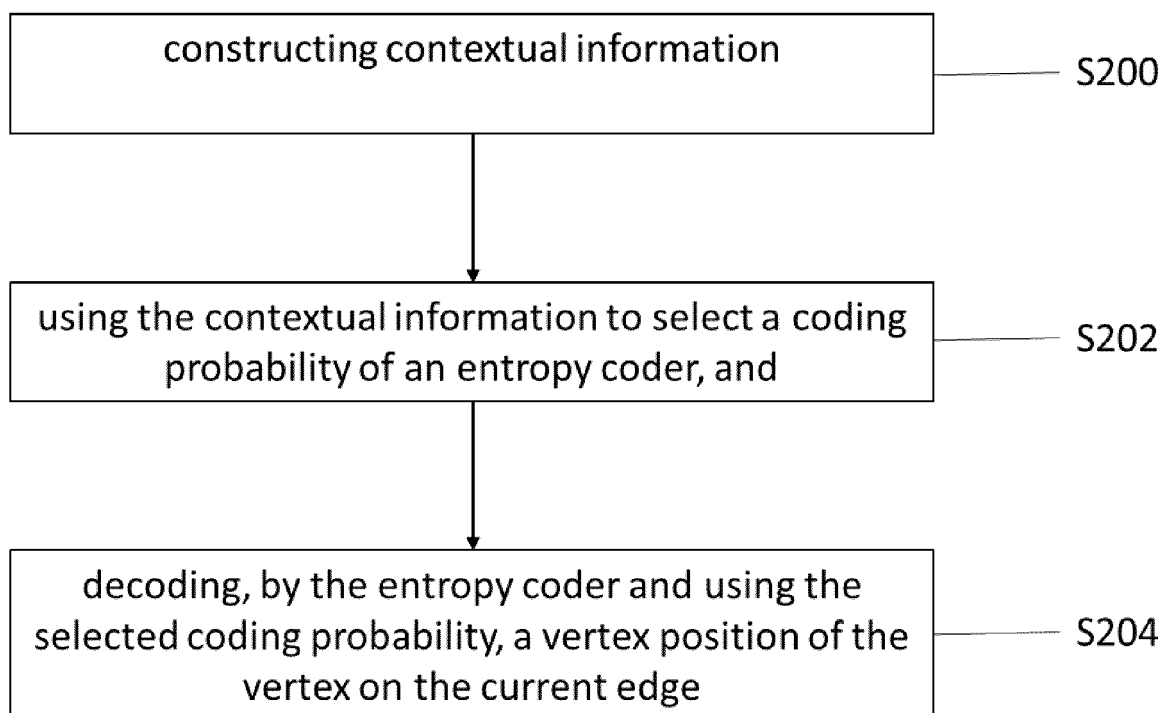 constructing contextual information
S200
using the contextual information to select a coding
probability of an entropy coder, and
S202
decoding, by the entropy coder and using the
selected coding probability, a vertex position of the
vertex on the current edge
S204